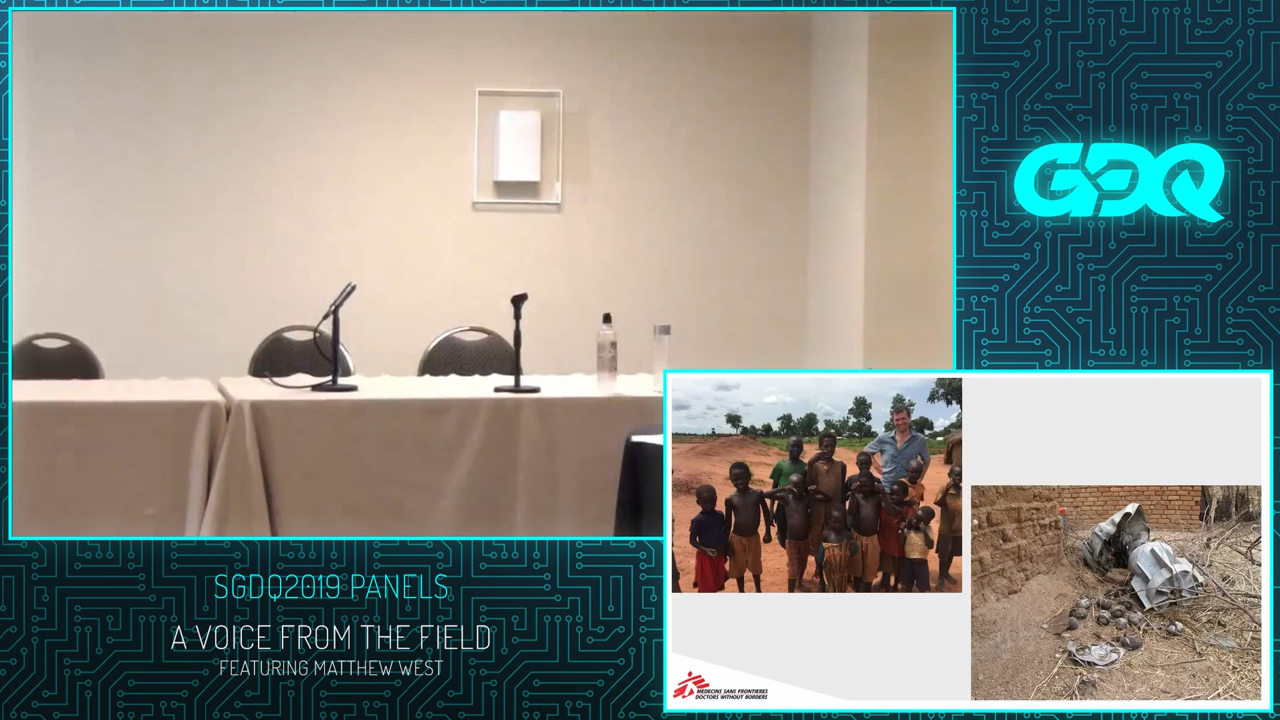 GDQ
SGDQ2019 PANELS
A VOICE FROM THE FIELD
FEATURING MATTHEW WEST
MEDECINS SANS FRONTIERES
DOCTORS WITHOUT BORDERS